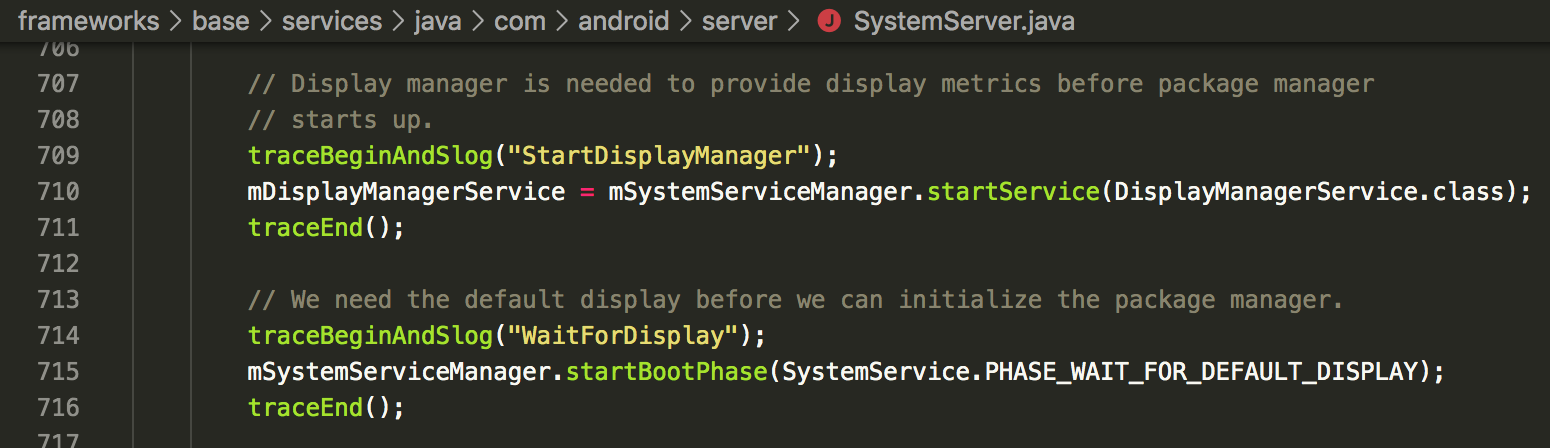 frameworks > base > services > java > com > android > server > J SystemServer.java
706
707 // Display manager is needed to provide display metrics before package manager
708 // starts up.
709 traceBeginAndSlog("StartDisplayManager");
710 mDisplayManagerService = mSystemServiceManager.startService(DisplayManagerService.class);
711 traceEnd();
712
713 // We need the default display before we can initialize the package manager.
714 traceBeginAndSlog("WaitForDisplay");
715 mSystemServiceManager.startBootPhase(SystemService.PHASE_WAIT_FOR_DEFAULT_DISPLAY);
716 traceEnd();
717